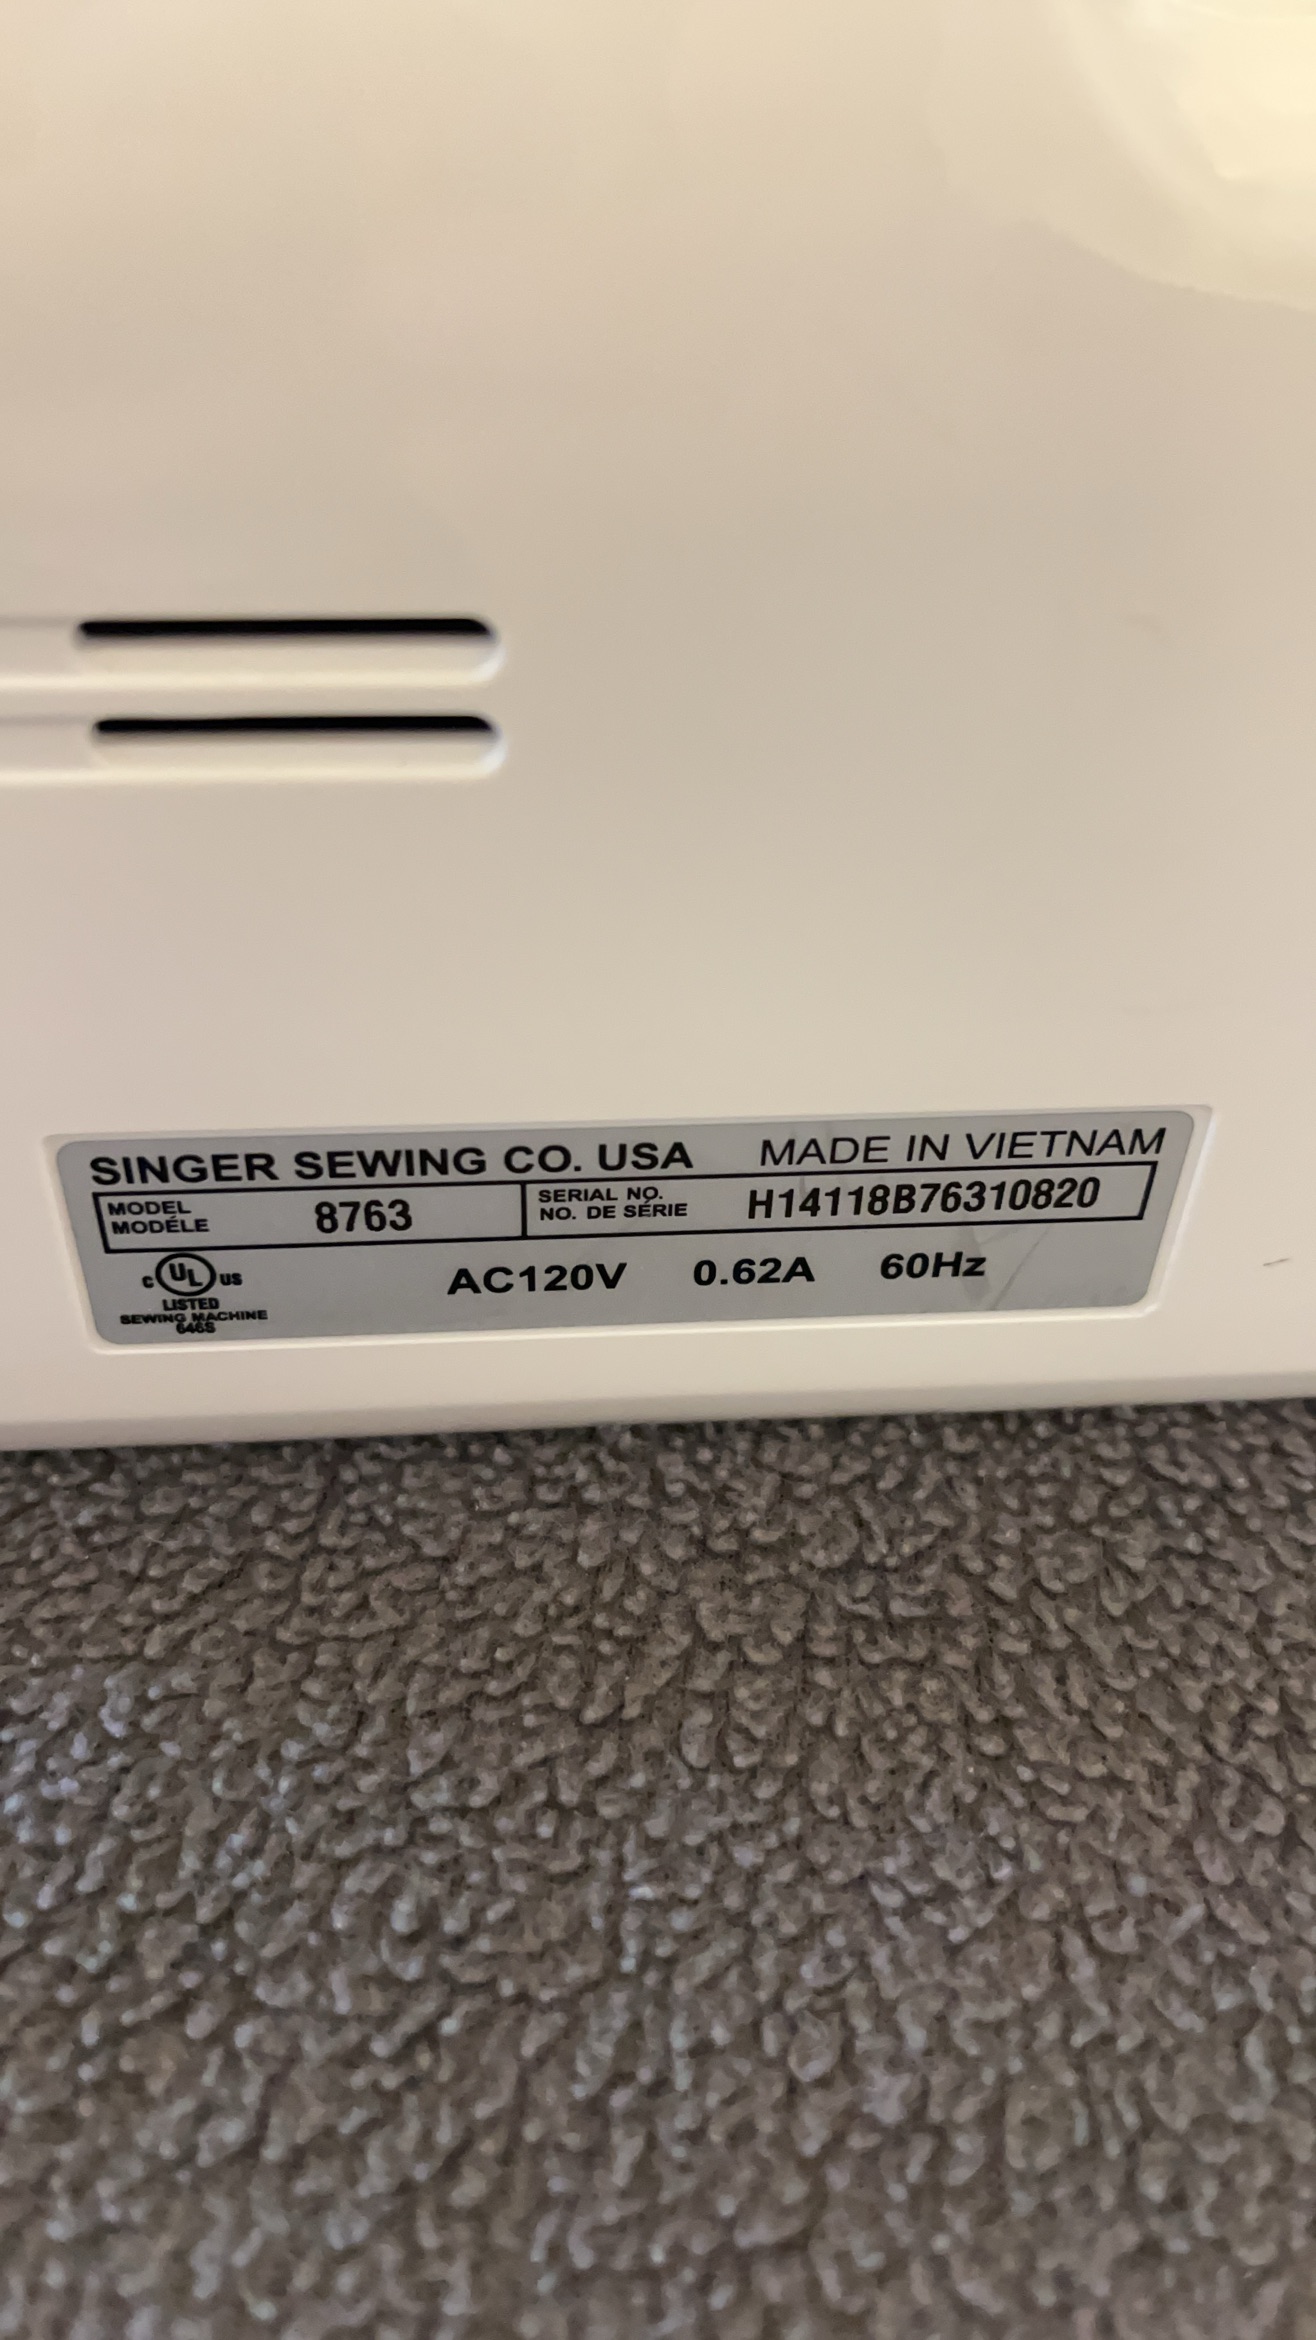 SINGER SEWING CO. USA MADE IN VIETNAM
MODEL
MODÉLE
8763
SERIAL NO.
NO. DE SÉRIE
H14118B76310820
C UL US
LISTED
SEWING MACHINE
646S
AC120V 0.62A 60Hz